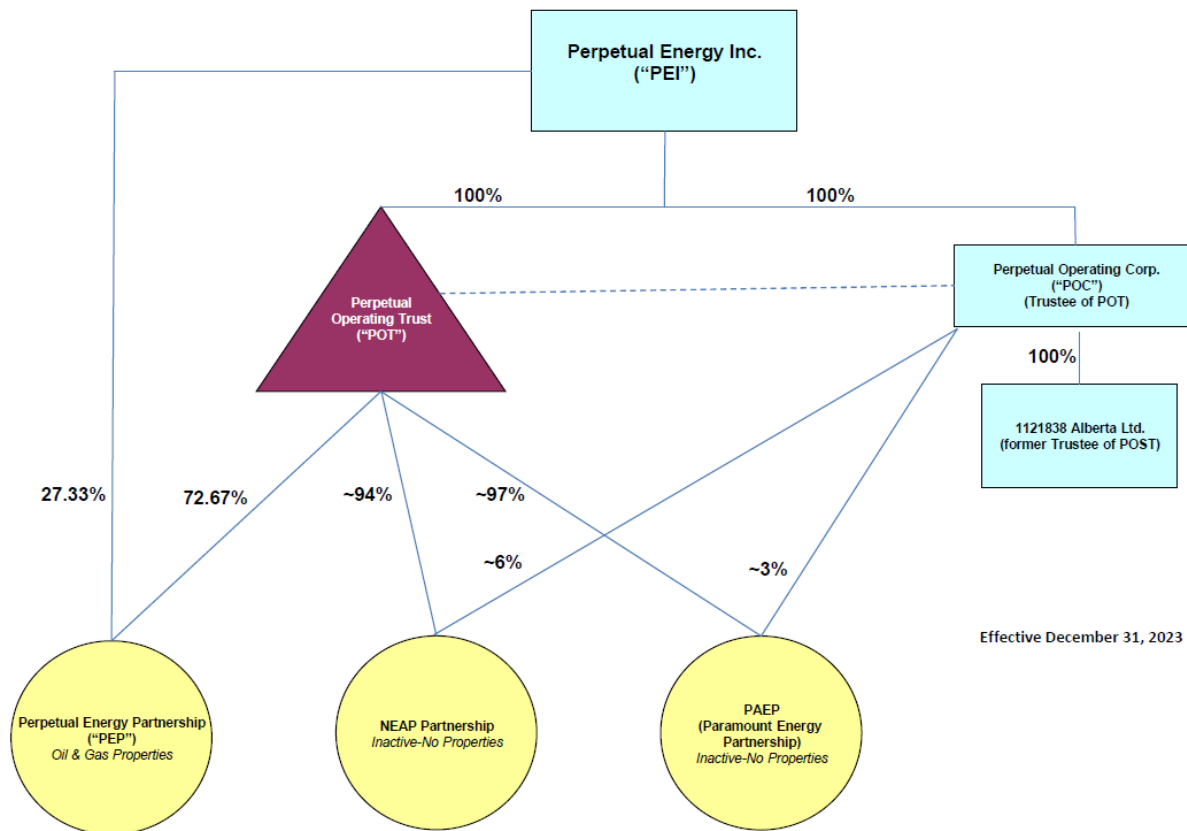 Perpetual Energy Inc.
(“PEI”)
100%
100%
Perpetual Operating Corp.
(“POC”)
(Trustee of POT)
Perpetual
Operating Trust
(“POT”)
100%
1121838 Alberta Ltd.
(former Trustee of POST)
27.33%
72.67%
~94%
~97%
~6%
~3%
Effective December 31, 2023
Perpetual Energy Partnership
(“PEP”)
Oil & Gas Properties
NEAP Partnership
Inactive-No Properties
PAEP
(Paramount Energy
Partnership)
Inactive-No Properties